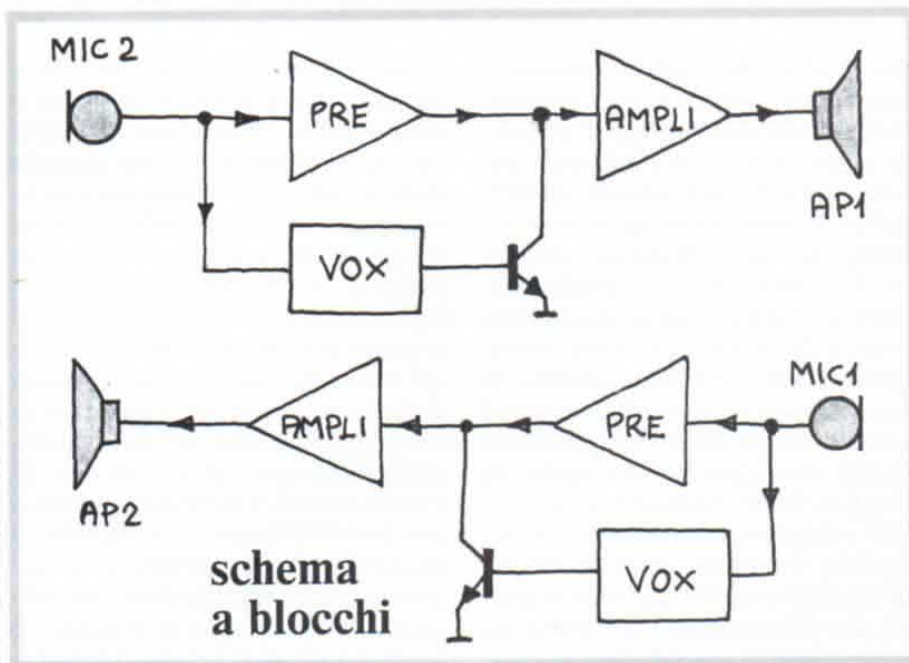 MIC 2
PRE
AMPLI
AP1
VOX
MIC1
AMPLI
PRE
AP2
VOX
schema
a blocchi